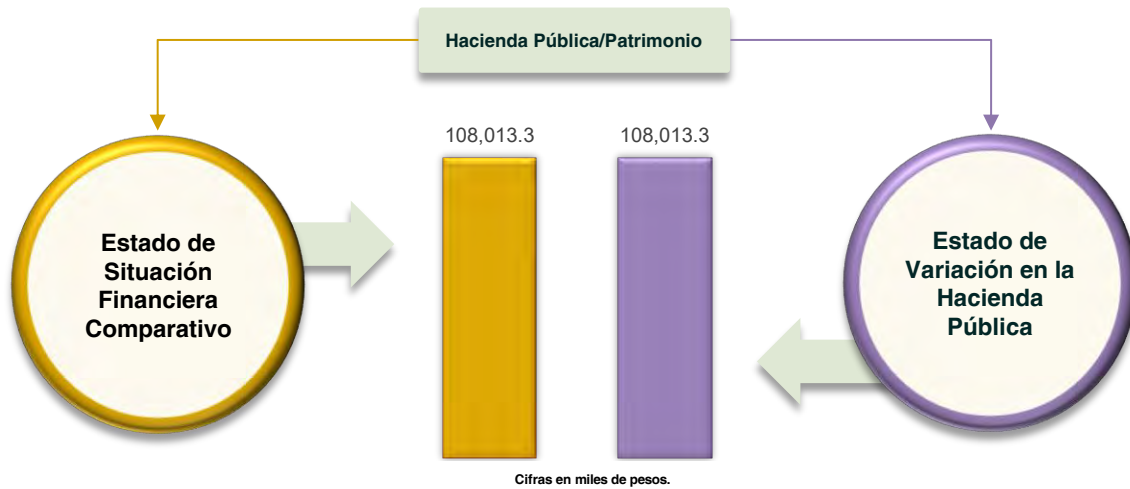 Hacienda Pública/Patrimonio
108,013.3
108,013.3
Estado de
Situación
Financiera
Comparativo
Estado de
Variación en la
Hacienda
Pública
Cifras en miles de pesos.